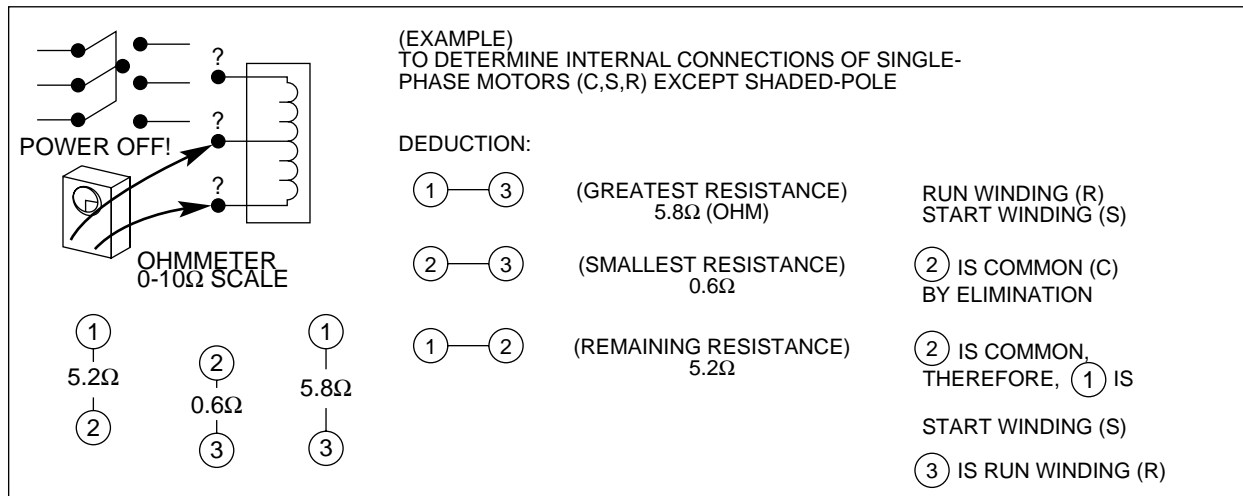 ?
?
?
POWER OFF!
OHMMETER
0-10Ω SCALE
1
5.2Ω
2
2
0.6Ω
3
1
5.8Ω
3
(EXAMPLE)
TO DETERMINE INTERNAL CONNECTIONS OF SINGLE-
PHASE MOTORS (C,S,R) EXCEPT SHADED-POLE
DEDUCTION:
1 3 (GREATEST RESISTANCE) RUN WINDING (R)
5.8Ω (OHM) START WINDING (S)
2 3 (SMALLEST RESISTANCE) 2 IS COMMON (C)
0.6Ω BY ELIMINATION
1 2 (REMAINING RESISTANCE) 2 IS COMMON,
5.2Ω THEREFORE, 1 IS
START WINDING (S)
3 IS RUN WINDING (R)